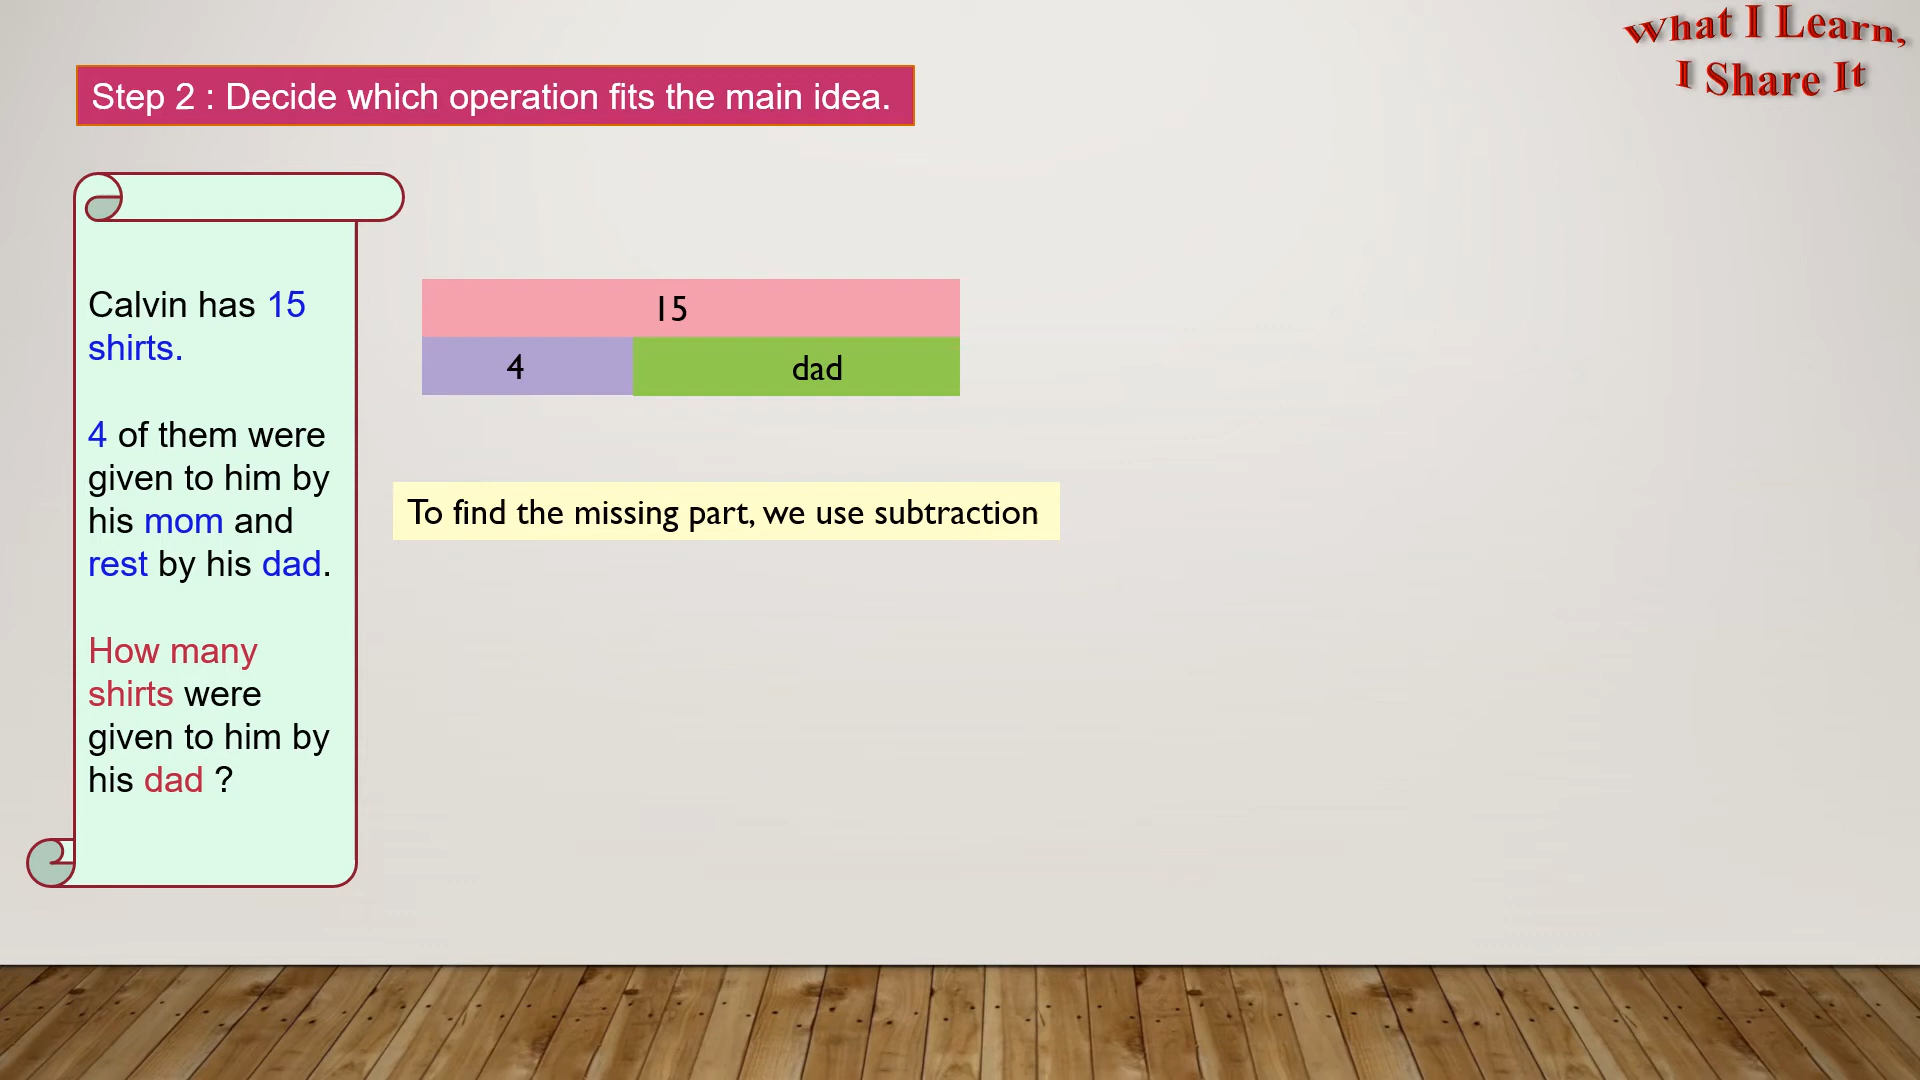 What I Learn,
I Share It
Step 2 : Decide which operation fits the main idea.
Calvin has 15
shirts.
4 of them were
given to him by
his mom and
rest by his dad.
How many
shirts were
given to him by
his dad ?
15
4 dad
To find the missing part, we use subtraction